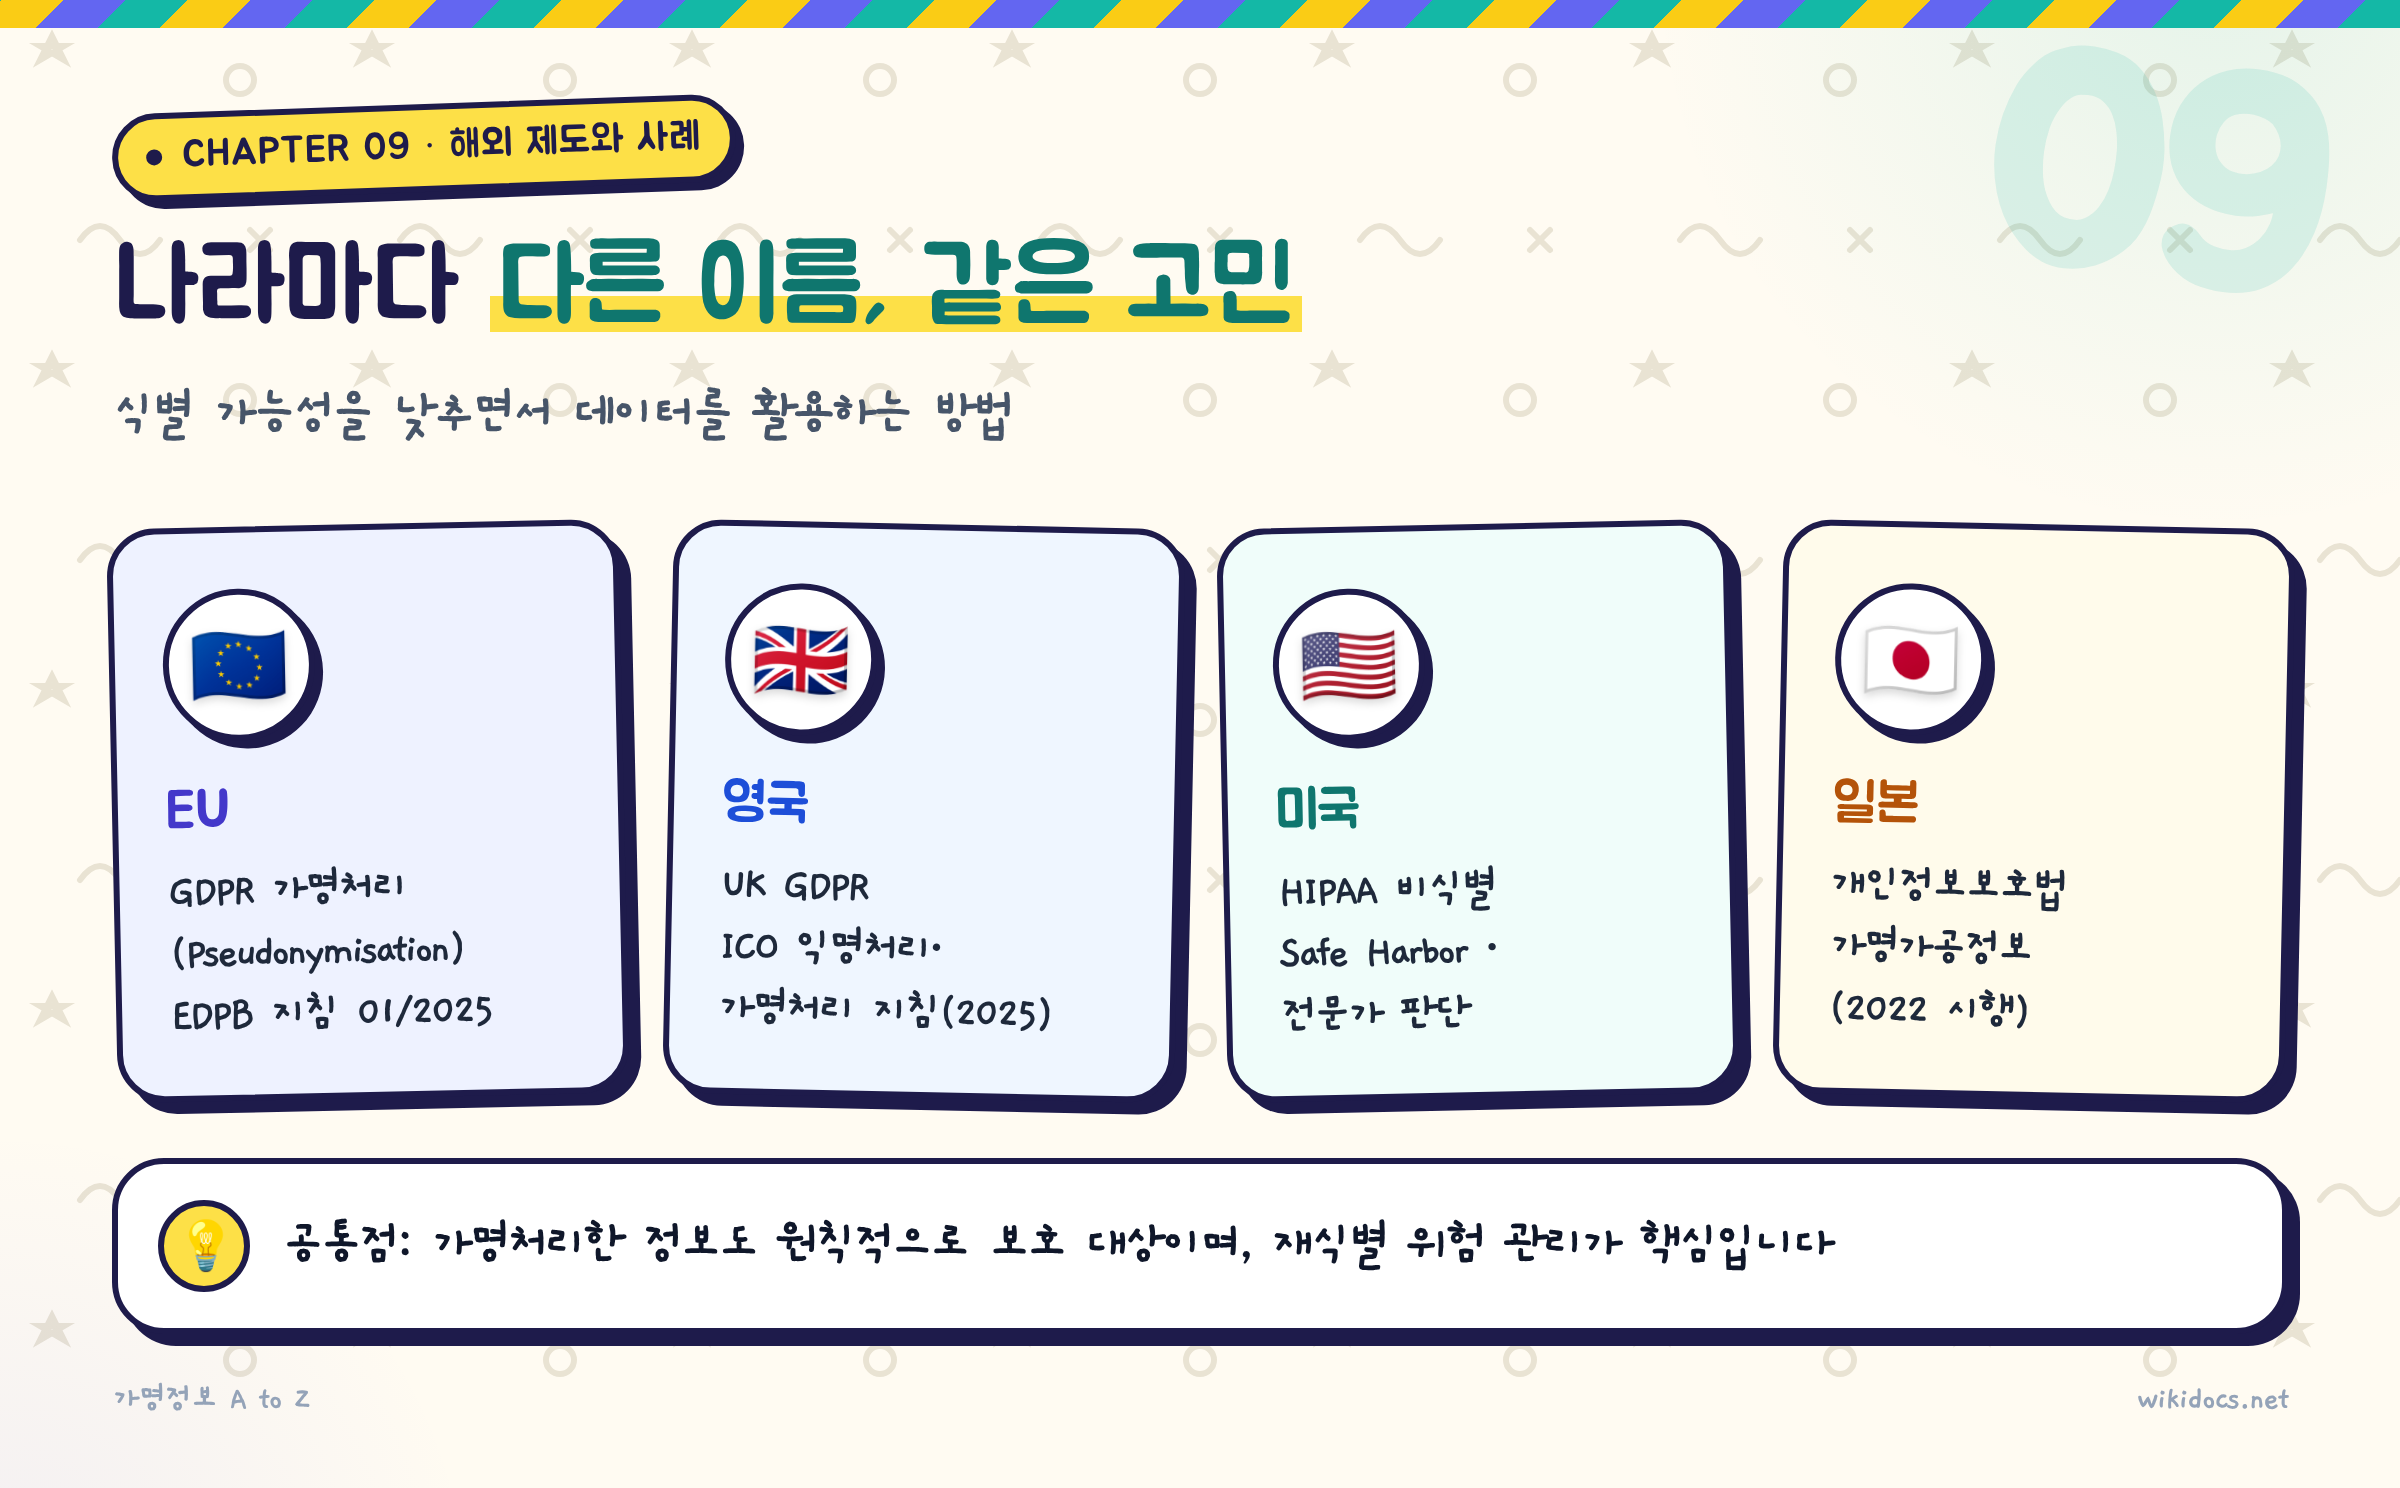 09
CHAPTER 09 · 해외 제도와 사례
나라마다 다른 이름, 같은 고민
식별 가능성을 낮추면서 데이터를 활용하는 방법
EU
GDPR 가명처리
(Pseudonymisation)
EDPB 지침 01/2025
영국
UK GDPR
ICO 익명처리·
가명처리 지침(2025)
미국
HIPAA 비식별
Safe Harbor ·
전문가 판단
일본
개인정보보호법
가명가공정보
(2022 시행)
공통점: 가명처리한 정보도 원칙적으로 보호 대상이며, 재식별 위험 관리가 핵심입니다
가명정보 A to Z
wikidocs.net